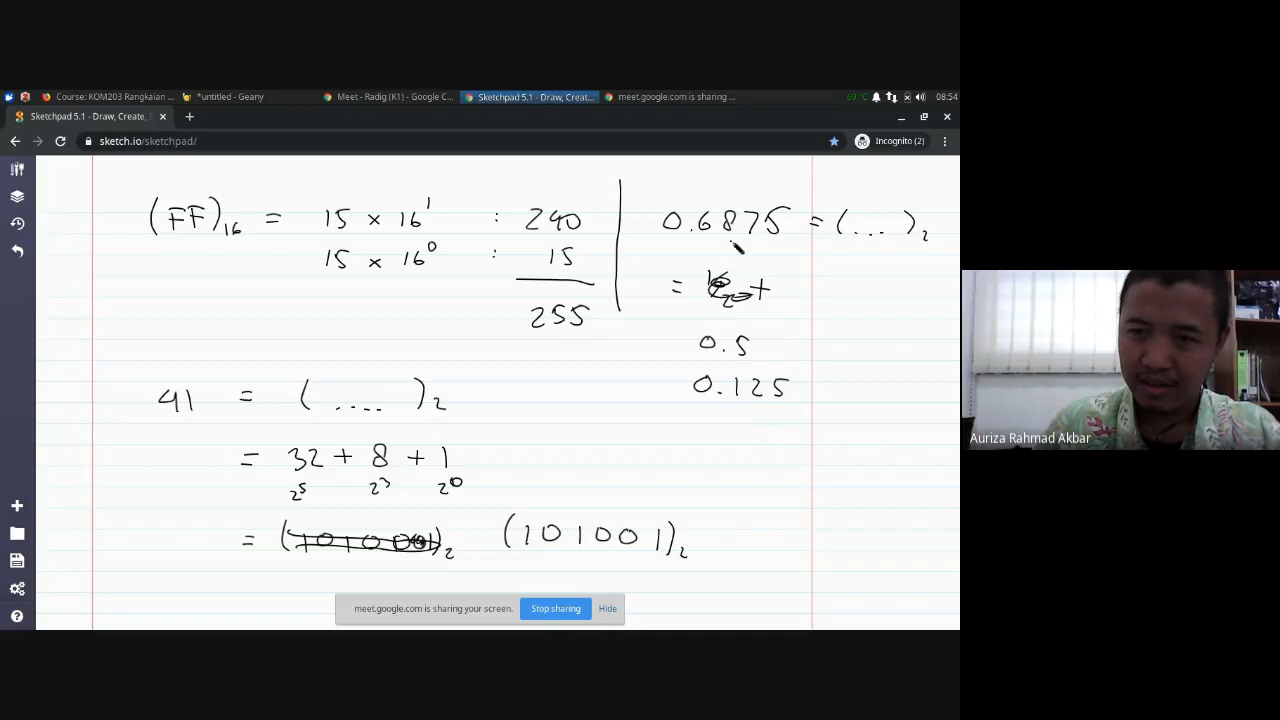 Course: KOM203 Rangkaian ...
*untitled - Geany
Meet - Radig (K1) - Google C...
Sketchpad 5.1 - Draw, Creat...
meet.google.com is sharing ...
69°C
08:54
Sketchpad 5.1 - Draw, Create, S
sketch.io/sketchpad/
Incognito (2)
(FF)₁₆ = 15 × 16¹ : 240
15 × 16⁰ : 15
255
41 = (....)₂
= 32 + 8 + 1
2⁵ 2³ 2⁰
= (101001)₂
0.6875 = (...)₂
= +
0.5
0.125
meet.google.com is sharing your screen.
Stop sharing
Hide
Auriza Rahmad Akbar